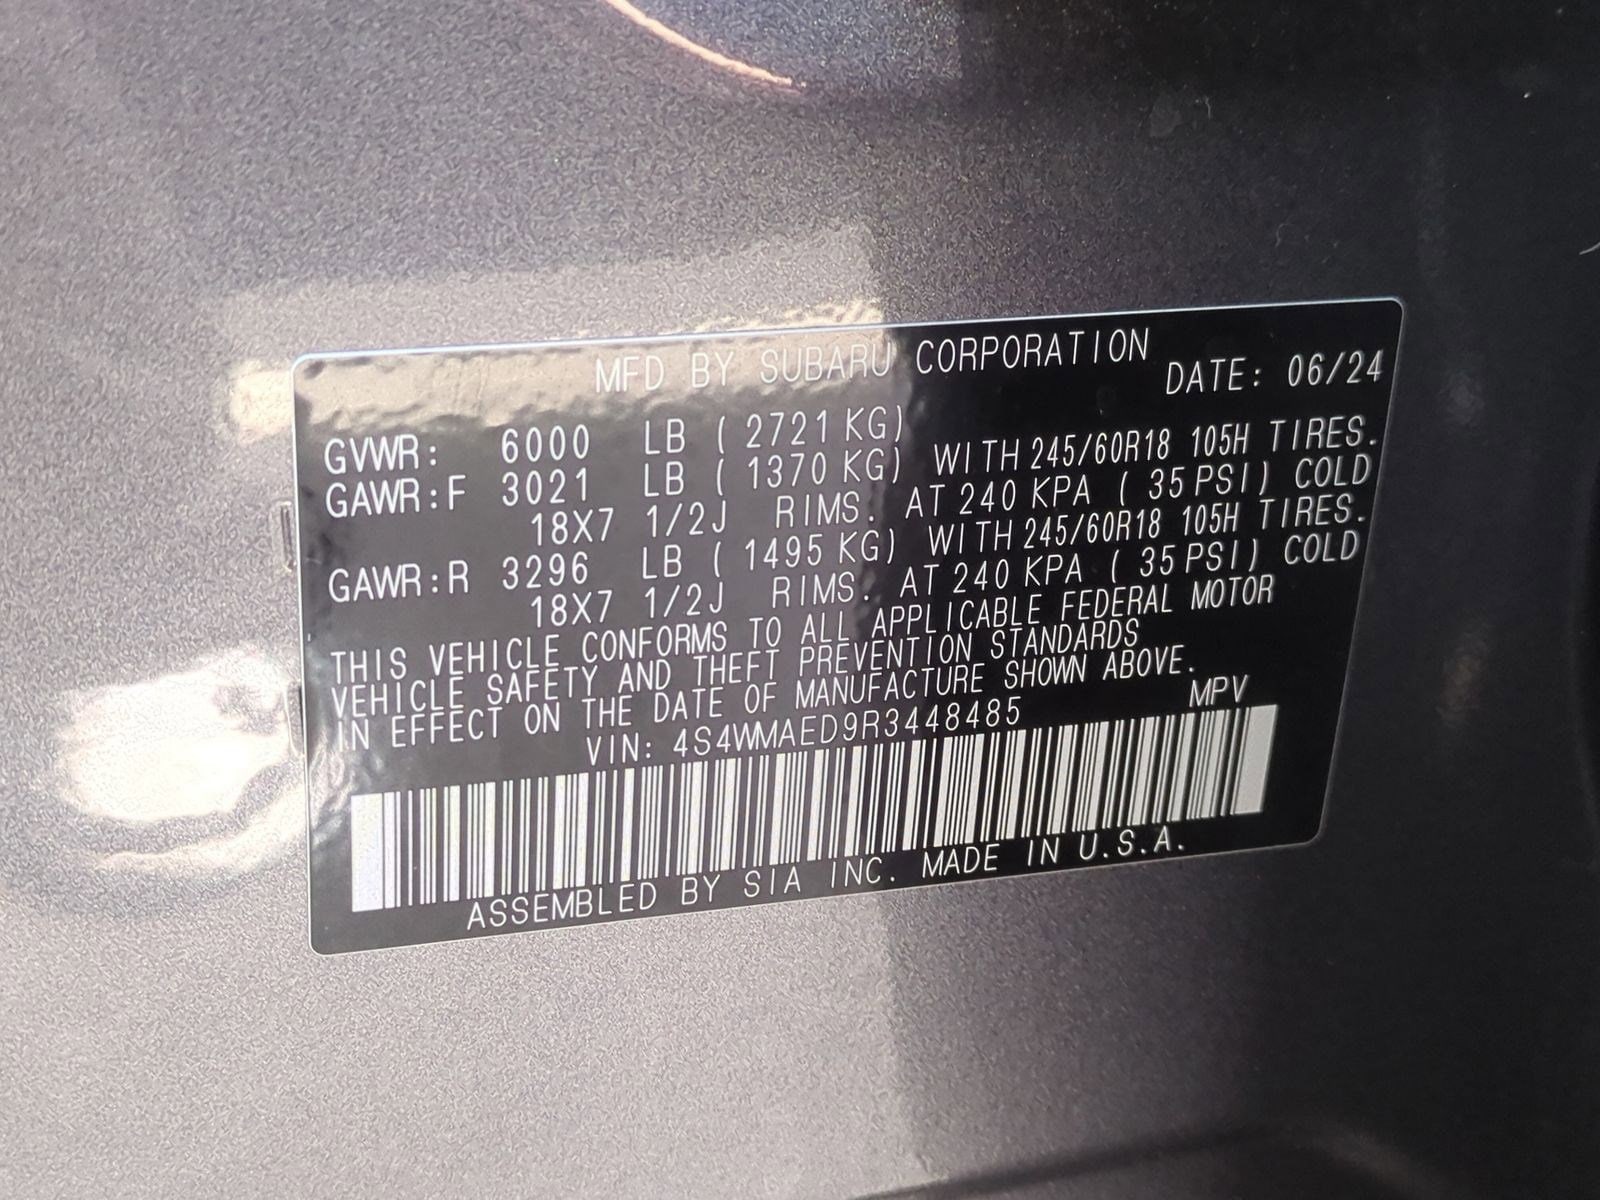 MFD BY SUBARU CORPORATION
DATE: 06/24
GVWR: 6000 LB ( 2721 KG)
GAWR:F 3021 LB ( 1370 KG) WITH 245/60R18 105H TIRES.
18X7 1/2J RIMS. AT 240 KPA ( 35 PSI) COLD
GAWR:R 3296 LB ( 1495 KG) WITH 245/60R18 105H TIRES.
18X7 1/2J RIMS. AT 240 KPA ( 35 PSI) COLD
THIS VEHICLE CONFORMS TO ALL APPLICABLE FEDERAL MOTOR
VEHICLE SAFETY AND THEFT PREVENTION STANDARDS
IN EFFECT ON THE DATE OF MANUFACTURE SHOWN ABOVE.
VIN: 4S4WMAED9R3448485 MPV
ASSEMBLED BY SIA INC. MADE IN U.S.A.